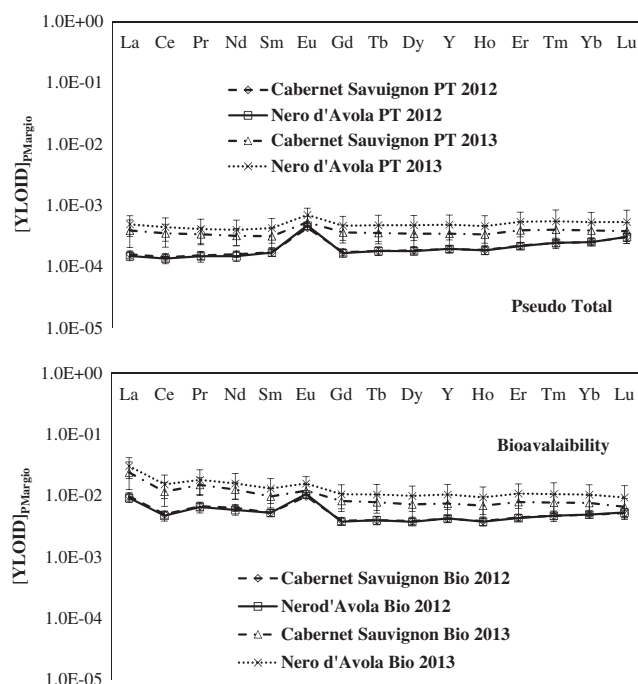 1.0E+00
La Ce Pr Nd Sm Eu Gd Tb Dy Y Ho Er Tm Yb Lu
1.0E-01
Cabernet Savuignon PT 2012
Nero d'Avola PT 2012
1.0E-02
Cabernet Sauvignon PT 2013
Nero d'Avola PT 2013
[YLOID]PMargio
1.0E-03
1.0E-04
Pseudo Total
1.0E-05
1.0E+00
La Ce Pr Nd Sm Eu Gd Tb Dy Y Ho Er Tm Yb Lu
1.0E-01
Bioavalaibility
1.0E-02
[YLOID]PMargio
1.0E-03
Cabernet Savuignon Bio 2012
Nerod'Avola Bio 2012
1.0E-04
Cabernet Sauvignon Bio 2013
Nero d'Avola Bio 2013
1.0E-05